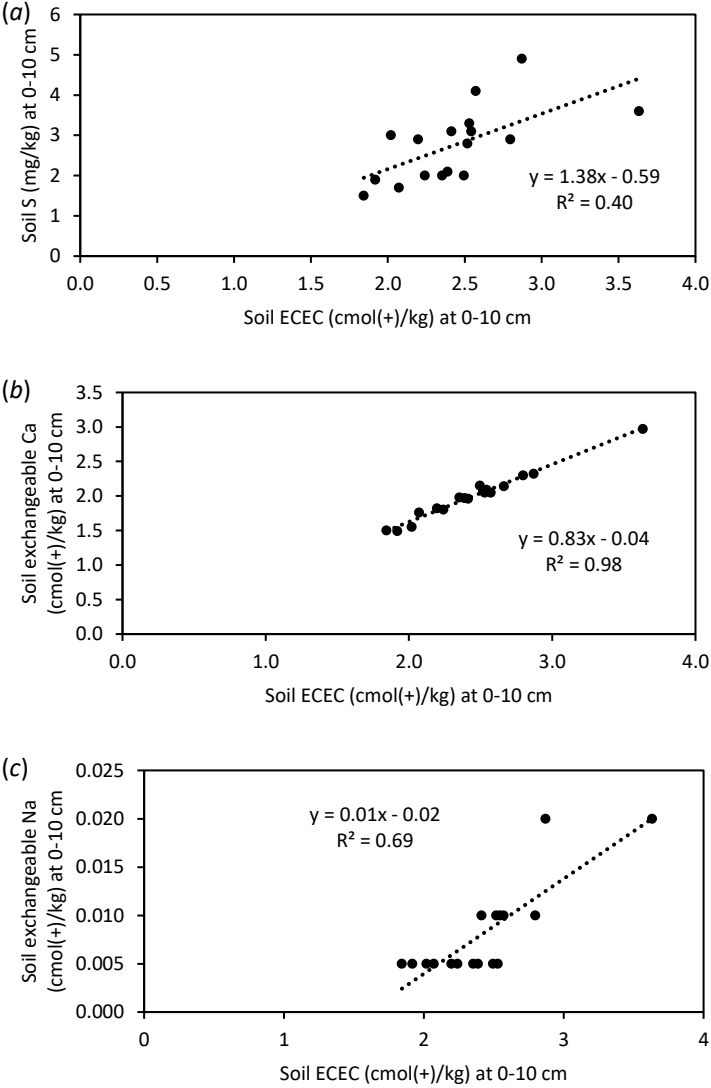 (a)
Soil S (mg/kg) at 0-10 cm
6
5
4
3
2
1
0
y = 1.38x - 0.59
R² = 0.40
0.0 0.5 1.0 1.5 2.0 2.5 3.0 3.5 4.0
Soil ECEC (cmol(+)/kg) at 0-10 cm
(b)
Soil exchangeable Ca
(cmol(+)/kg) at 0-10 cm
3.5
3.0
2.5
2.0
1.5
1.0
0.5
0.0
y = 0.83x - 0.04
R² = 0.98
0.0 1.0 2.0 3.0 4.0
Soil ECEC (cmol(+)/kg) at 0-10 cm
(c)
Soil exchangeable Na
(cmol(+)/kg) at 0-10 cm
0.025
0.020
0.015
0.010
0.005
0.000
y = 0.01x - 0.02
R² = 0.69
0 1 2 3 4
Soil ECEC (cmol(+)/kg) at 0-10 cm